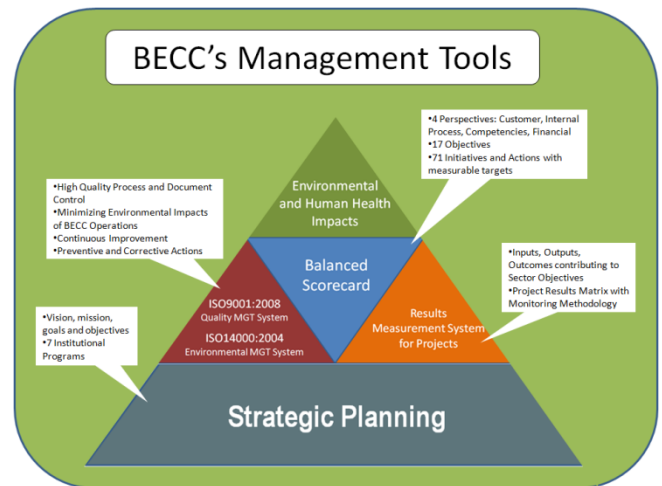 BECC's Management Tools
•4 Perspectives: Customer, Internal
Process, Competencies, Financial
•17 Objectives
•71 Initiatives and Actions with
measurable targets
Environmental
and Human Health
Impacts
•High Quality Process and Document
Control
•Minimizing Environmental Impacts
of BECC Operations
•Continuous Improvement
•Preventive and Corrective Actions
Balanced
Scorecard
•Inputs, Outputs,
Outcomes contributing to
Sector Objectives
•Project Results Matrix with
Monitoring Methodology
ISO9001:2008
Quality MGT System
ISO14000:2004
Environmental MGT System
Results
Measurement System
for Projects
•Vision, mission,
goals and objectives
•7 Institutional
Programs
Strategic Planning